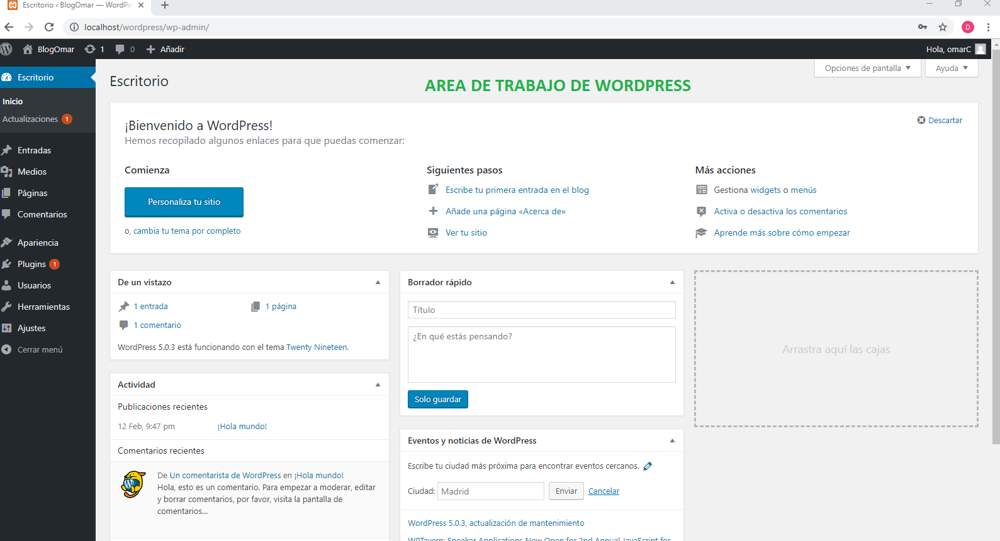 Escritorio ‹ BlogOmar — WordPre
localhost/wordpress/wp-admin/
D
BlogOmar 1 0 Añadir
Hola, omarC
Escritorio
Inicio
Actualizaciones 1
Entradas
Medios
Páginas
Comentarios
Apariencia
Plugins 1
Usuarios
Herramientas
Ajustes
Cerrar menú
Opciones de pantalla
Ayuda
Escritorio
AREA DE TRABAJO DE WORDPRESS
¡Bienvenido a WordPress!
Descartar
Hemos recopilado algunos enlaces para que puedas comenzar:
Comienza
Personaliza tu sitio
o, cambia tu tema por completo
Siguientes pasos
Escribe tu primera entrada en el blog
Añade una página «Acerca de»
Ver tu sitio
Más acciones
Gestiona widgets o menús
Activa o desactiva los comentarios
Aprende más sobre cómo empezar
De un vistazo
1 entrada
1 página
1 comentario
WordPress 5.0.3 está funcionando con el tema Twenty Nineteen.
Actividad
Publicaciones recientes
12 Feb, 9:47 pm ¡Hola mundo!
Comentarios recientes
De Un comentarista de WordPress en ¡Hola mundo!
Hola, esto es un comentario. Para empezar a moderar, editar
y borrar comentarios, por favor, visita la pantalla de
comentarios...
Borrador rápido
Título
¿En qué estás pensando?
Solo guardar
Eventos y noticias de WordPress
Escribe tu ciudad más próxima para encontrar eventos cercanos.
Ciudad: Madrid Enviar Cancelar
WordPress 5.0.3, actualización de mantenimiento
WPTavern: Speaker Applications Now Open for 2nd Annual JavaScript for
Arrastra aquí las cajas